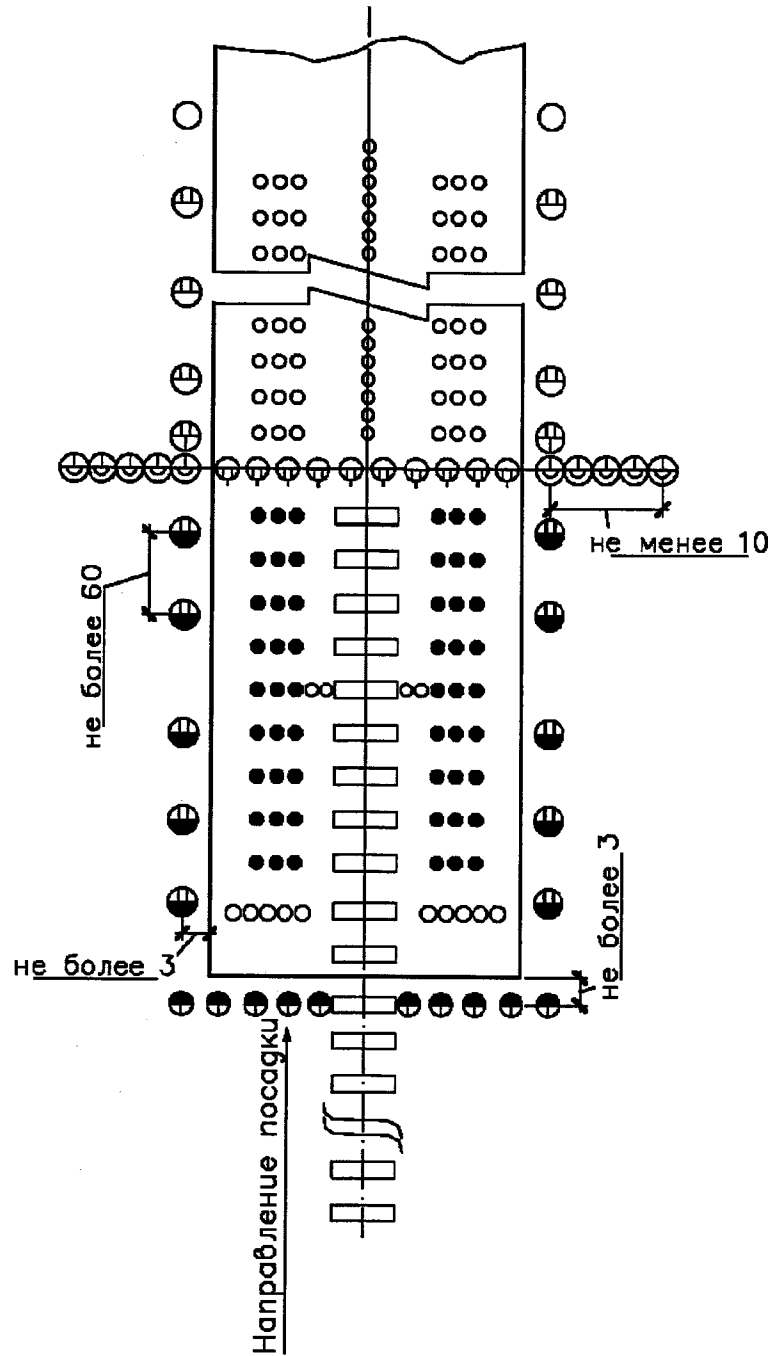 не менее 10
не более 60
не более 3
не более 3
Направление посадки